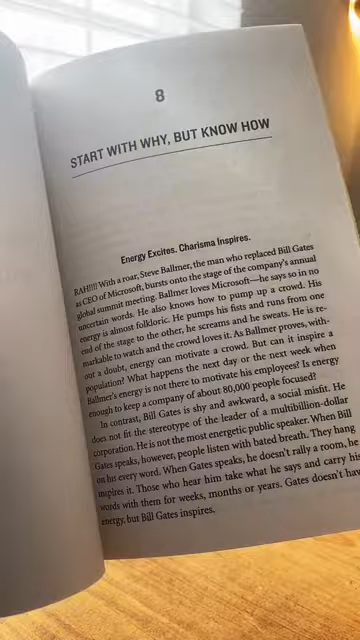 8
START WITH WHY, BUT KNOW HOW
Energy Excites. Charisma Inspires.
RAH!!!! With a roar, Steve Ballmer, the man who replaced Bill Gates
as CEO of Microsoft, bursts onto the stage of the company's annual
global summit meeting. Ballmer loves Microsoft—he says so in no
uncertain words. He also knows how to pump up a crowd. His
energy is almost folkloric. He pumps his fists and runs from one
end of the stage to the other, he screams and he sweats. He is re-
markable to watch and the crowd loves it. As Ballmer proves, with-
out a doubt, energy can motivate a crowd. But can it inspire a
population? What happens the next day or the next week when
Ballmer's energy is not there to motivate his employees? Is energy
enough to keep a company of about 80,000 people focused?
In contrast, Bill Gates is shy and awkward, a social misfit. He
does not fit the stereotype of the leader of a multibillion-dollar
corporation. He is not the most energetic public speaker. When Bill
Gates speaks, however, people listen with bated breath. They hang
on his every word. When Gates speaks, he doesn't rally a room, he
inspires it. Those who hear him take what he says and carry his
words with them for weeks, months or years. Gates doesn't have
energy, but Bill Gates inspires.